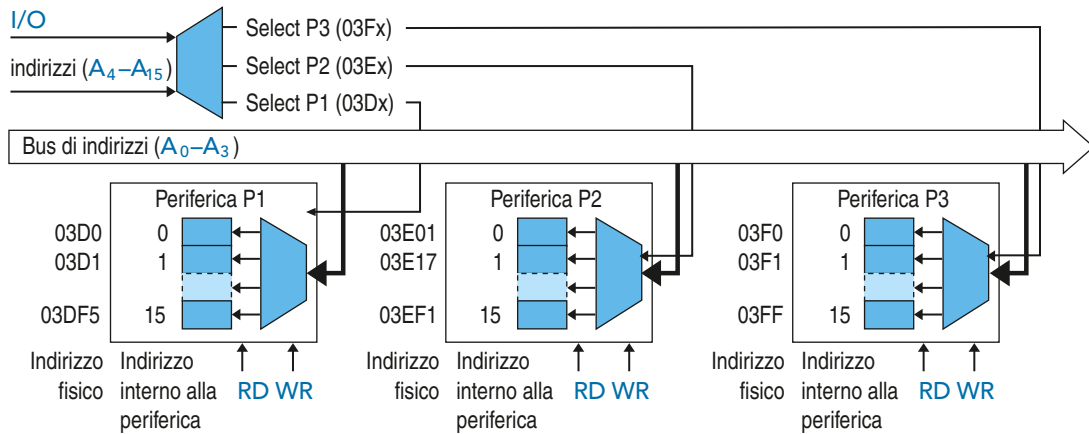 I/O
indirizzi (A4–A15)
Select P3 (03Fx)
Select P2 (03Ex)
Select P1 (03Dx)
Bus di indirizzi (A0–A3)
Periferica P1
03D0 0
03D1 1
03DF5 15
Indirizzo fisico
Indirizzo interno alla periferica
RD WR
Periferica P2
03E01 0
03E17 1
03EF1 15
Indirizzo fisico
Indirizzo interno alla periferica
RD WR
Periferica P3
03F0 0
03F1 1
03FF 15
Indirizzo fisico
Indirizzo interno alla periferica
RD WR